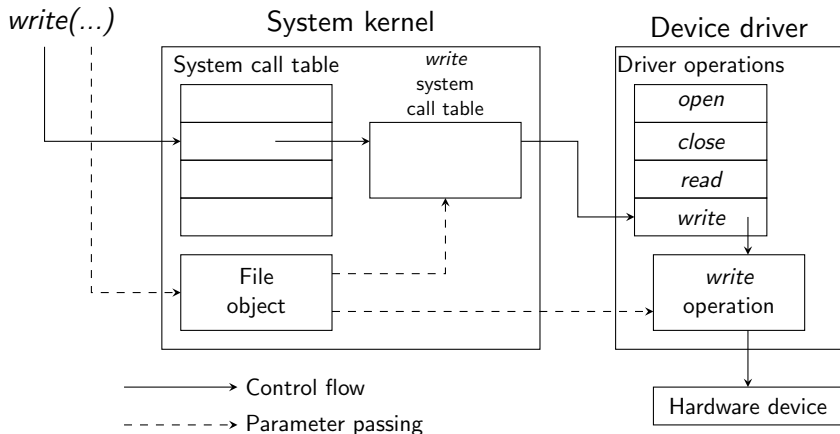 write(...)
System kernel
Device driver
System call table
write
system
call table
Driver operations
open
close
read
write
File
object
write
operation
Hardware device
Control flow
Parameter passing